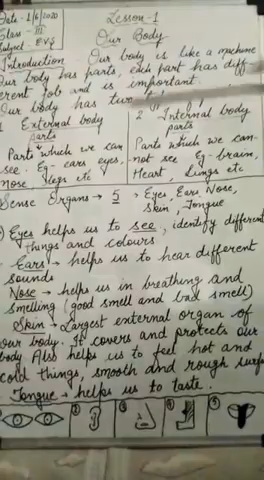 Date - 1/6/2020
Class - III
Subject - EVS
Lesson-1
Our Body
Introduction - Our body is like a machine
Our body has parts, each part has diff-
erent job and is important.
Our body has two
1 External body
parts
Parts which we can
see. Eg - ears, eyes,
nose, legs etc
2 Internal body
parts
Parts which we can-
not see Eg - brain,
Heart, lungs etc
Sense Organs → 5 → Eyes, Ears, Nose,
Skin, Tongue
Eyes helps us to see, identify different
things and colours
Ears → helps us to hear different
sounds
Nose → helps us in breathing and
smelling (good smell and bad smell)
Skin → Largest external organ of
our body. It covers and protects our
body Also helps us to feel hot and
cold things, smooth and rough surf
Tongue → helps us to taste.
2
3
4
5